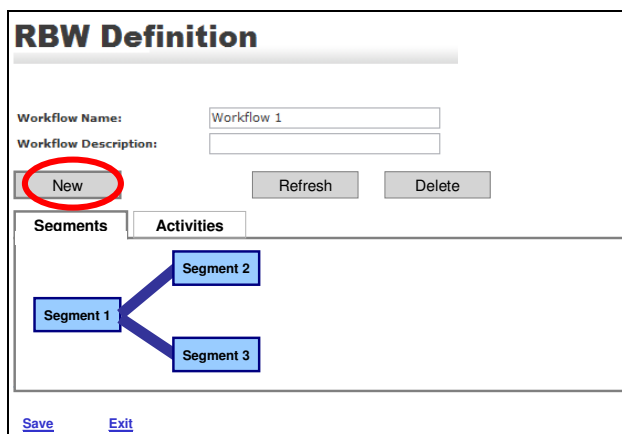 RBW Definition
Workflow Name: Workflow 1
Workflow Description:
New Refresh Delete
Segments Activities
Segment 2
Segment 1
Segment 3
Save Exit